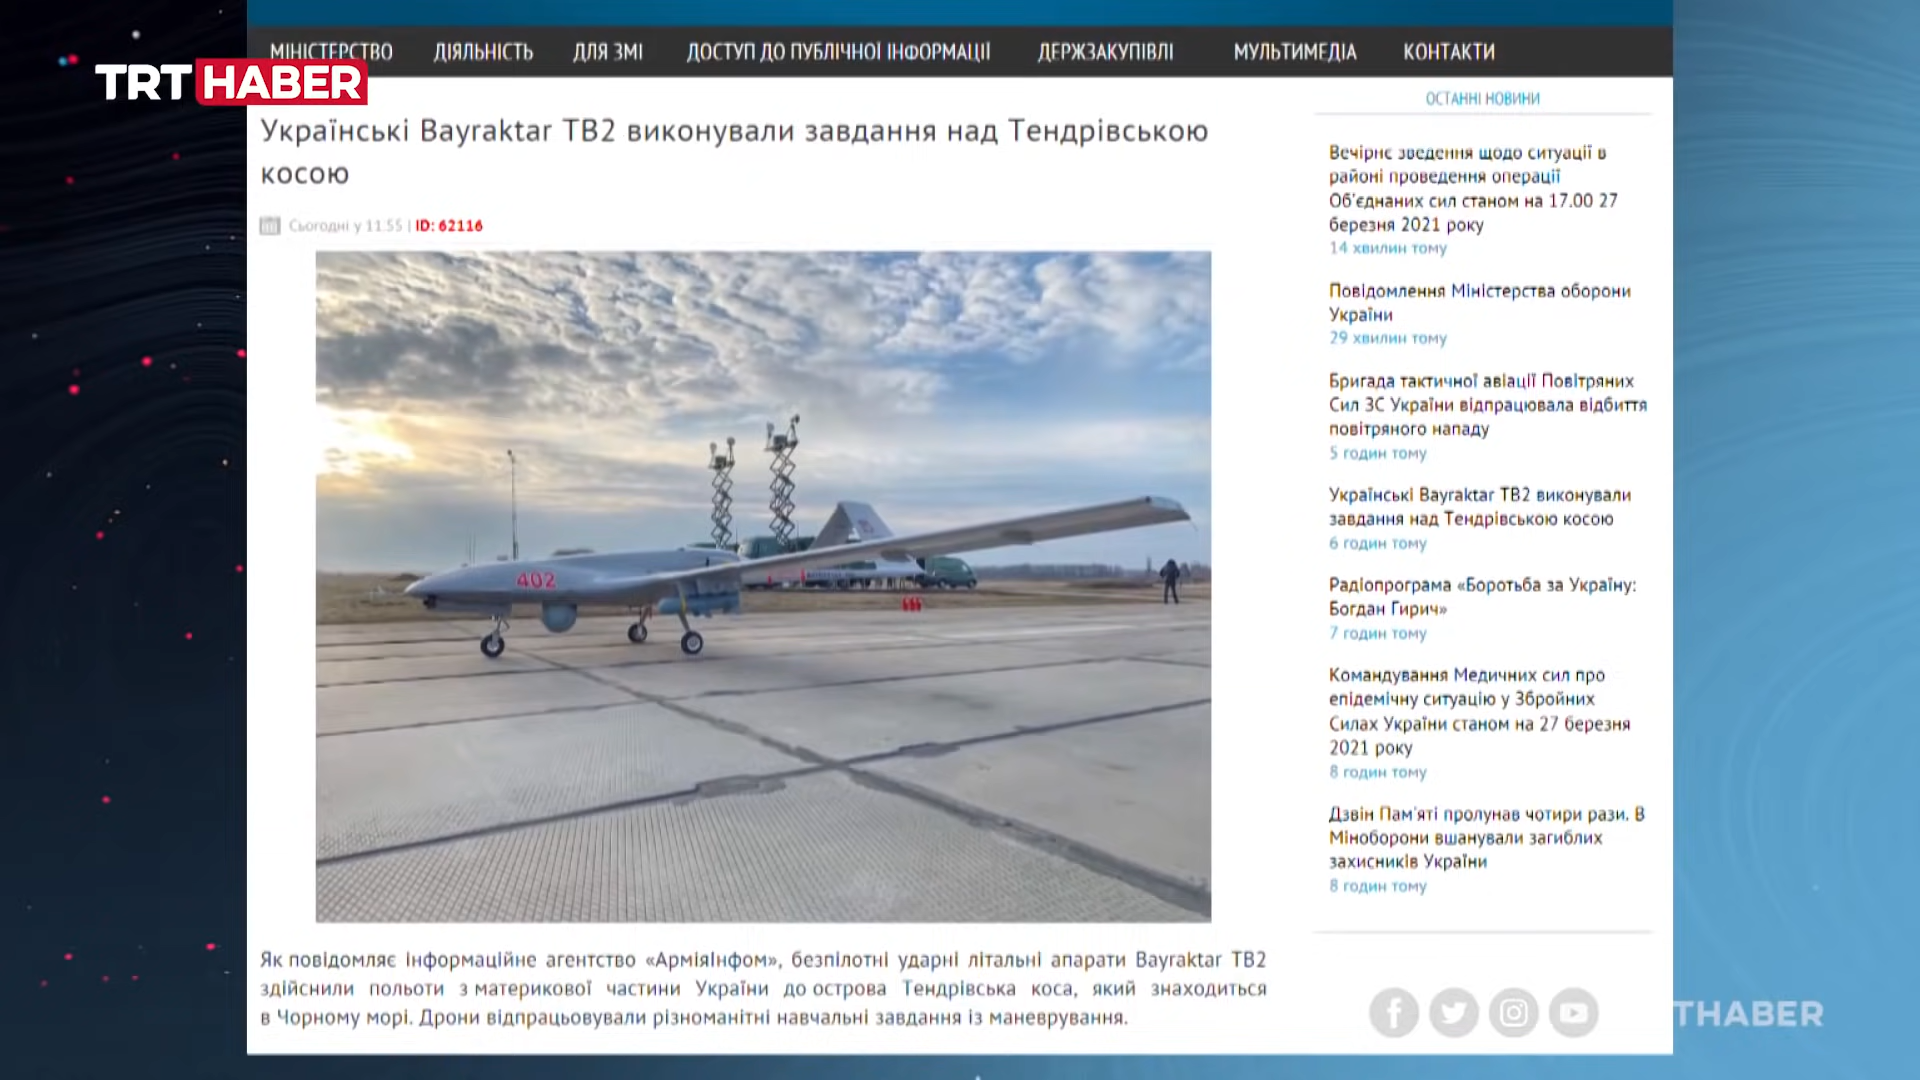 МІНІСТЕРСТВО ДІЯЛЬНІСТЬ ДЛЯ ЗМІ ДОСТУП ДО ПУБЛІЧНОЇ ІНФОРМАЦІЇ ДЕРЖЗАКУПІВЛІ МУЛЬТИМЕДІА КОНТАКТИ
TRT HABER
Українські Bayraktar TB2 виконували завдання над Тендрівською
косою
Сьогодні у 11:55 | ID: 62116
402
Як повідомляє інформаційне агентство «АрміяІнфом», безпілотні ударні літальні апарати Bayraktar TB2
здійснили польоти з материкової частини України до острова Тендрівська коса, який знаходиться
в Чорному морі. Дрони відпрацьовували різноманітні навчальні завдання із маневрування.
ОСТАННІ НОВИНИ
Вечірнє зведення щодо ситуації в
районі проведення операції
Об'єднаних сил станом на 17.00 27
березня 2021 року
14 хвилин тому
Повідомлення Міністерства оборони
України
29 хвилин тому
Бригада тактичної авіації Повітряних
Сил ЗС України відпрацювала відбиття
повітряного нападу
5 годин тому
Українські Bayraktar TB2 виконували
завдання над Тендрівською косою
6 годин тому
Радіопрограма «Боротьба за Україну:
Богдан Гирич»
7 годин тому
Командування Медичних сил про
епідемічну ситуацію у Збройних
Силах України станом на 27 березня
2021 року
8 годин тому
Дзвін Пам'яті пролунав чотири рази. В
Міноборони вшанували загиблих
захисників України
8 годин тому
THABER